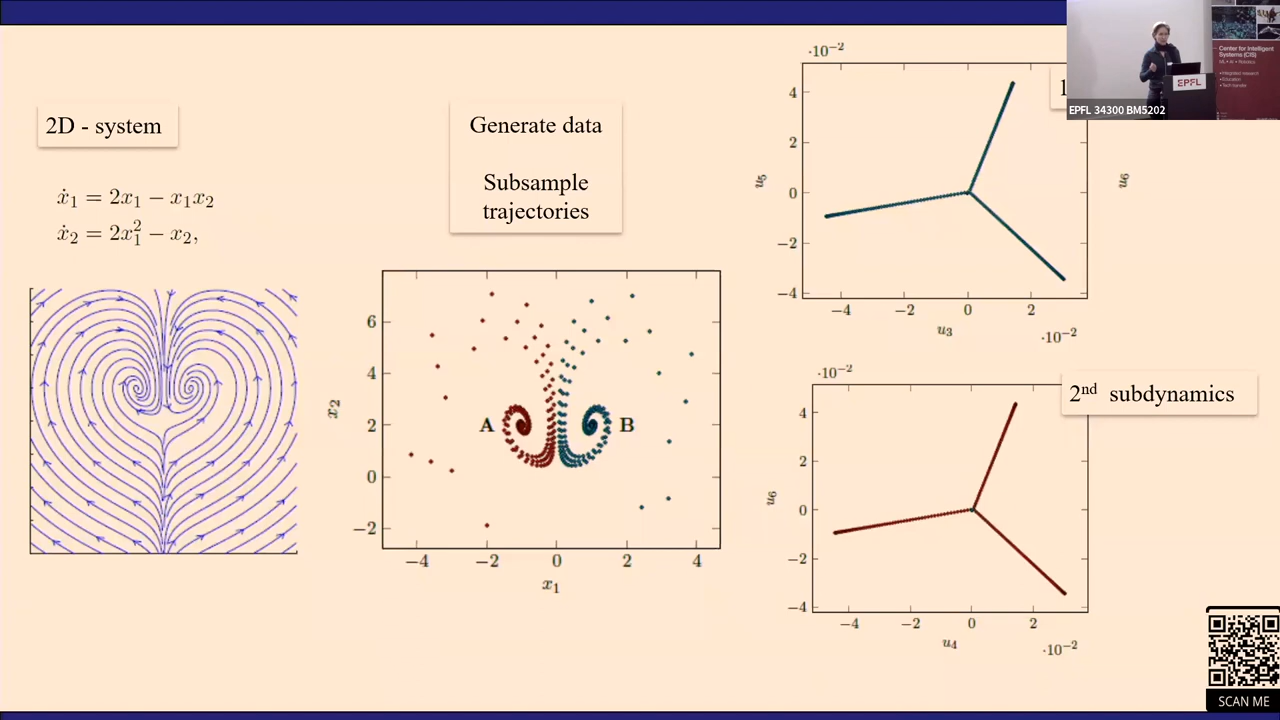 2D - system
ẋ₁ = 2x₁ − x₁x₂
ẋ₂ = 2x₁² − x₂,
Generate data
Subsample
trajectories
6
4
2
0
−2
x₂
A
B
−4
−2
0
2
4
x₁
·10⁻²
4
2
0
−2
−4
u₅
−4
−2
0
2
u₃
·10⁻²
1
u₆
·10⁻²
4
2
0
−2
−4
u₆
−4
−2
0
2
u₄
·10⁻²
2nd subdynamics
Center for Intelligent
Systems (CIS)
EPFL
EPFL 34300 BM5202
SCAN ME